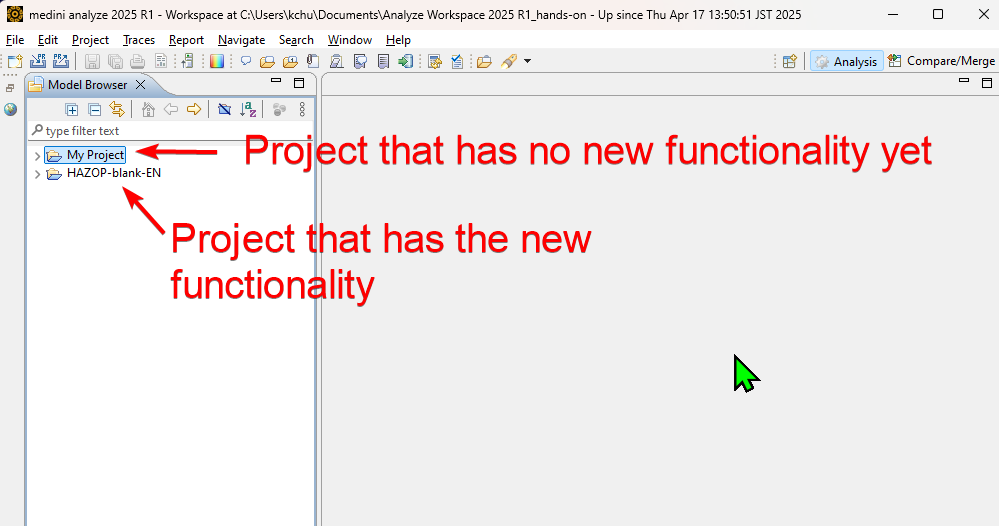 medini analyze 2025 R1 - Workspace at C:\Users\kchu\Documents\Analyze Workspace 2025 R1_hands-on - Up since Thu Apr 17 13:50:51 JST 2025
File Edit Project Traces Report Navigate Search Window Help
Analysis Compare/Merge
Model Browser
type filter text
My Project
Project that has no new functionality yet
HAZOP-blank-EN
Project that has the new
functionality